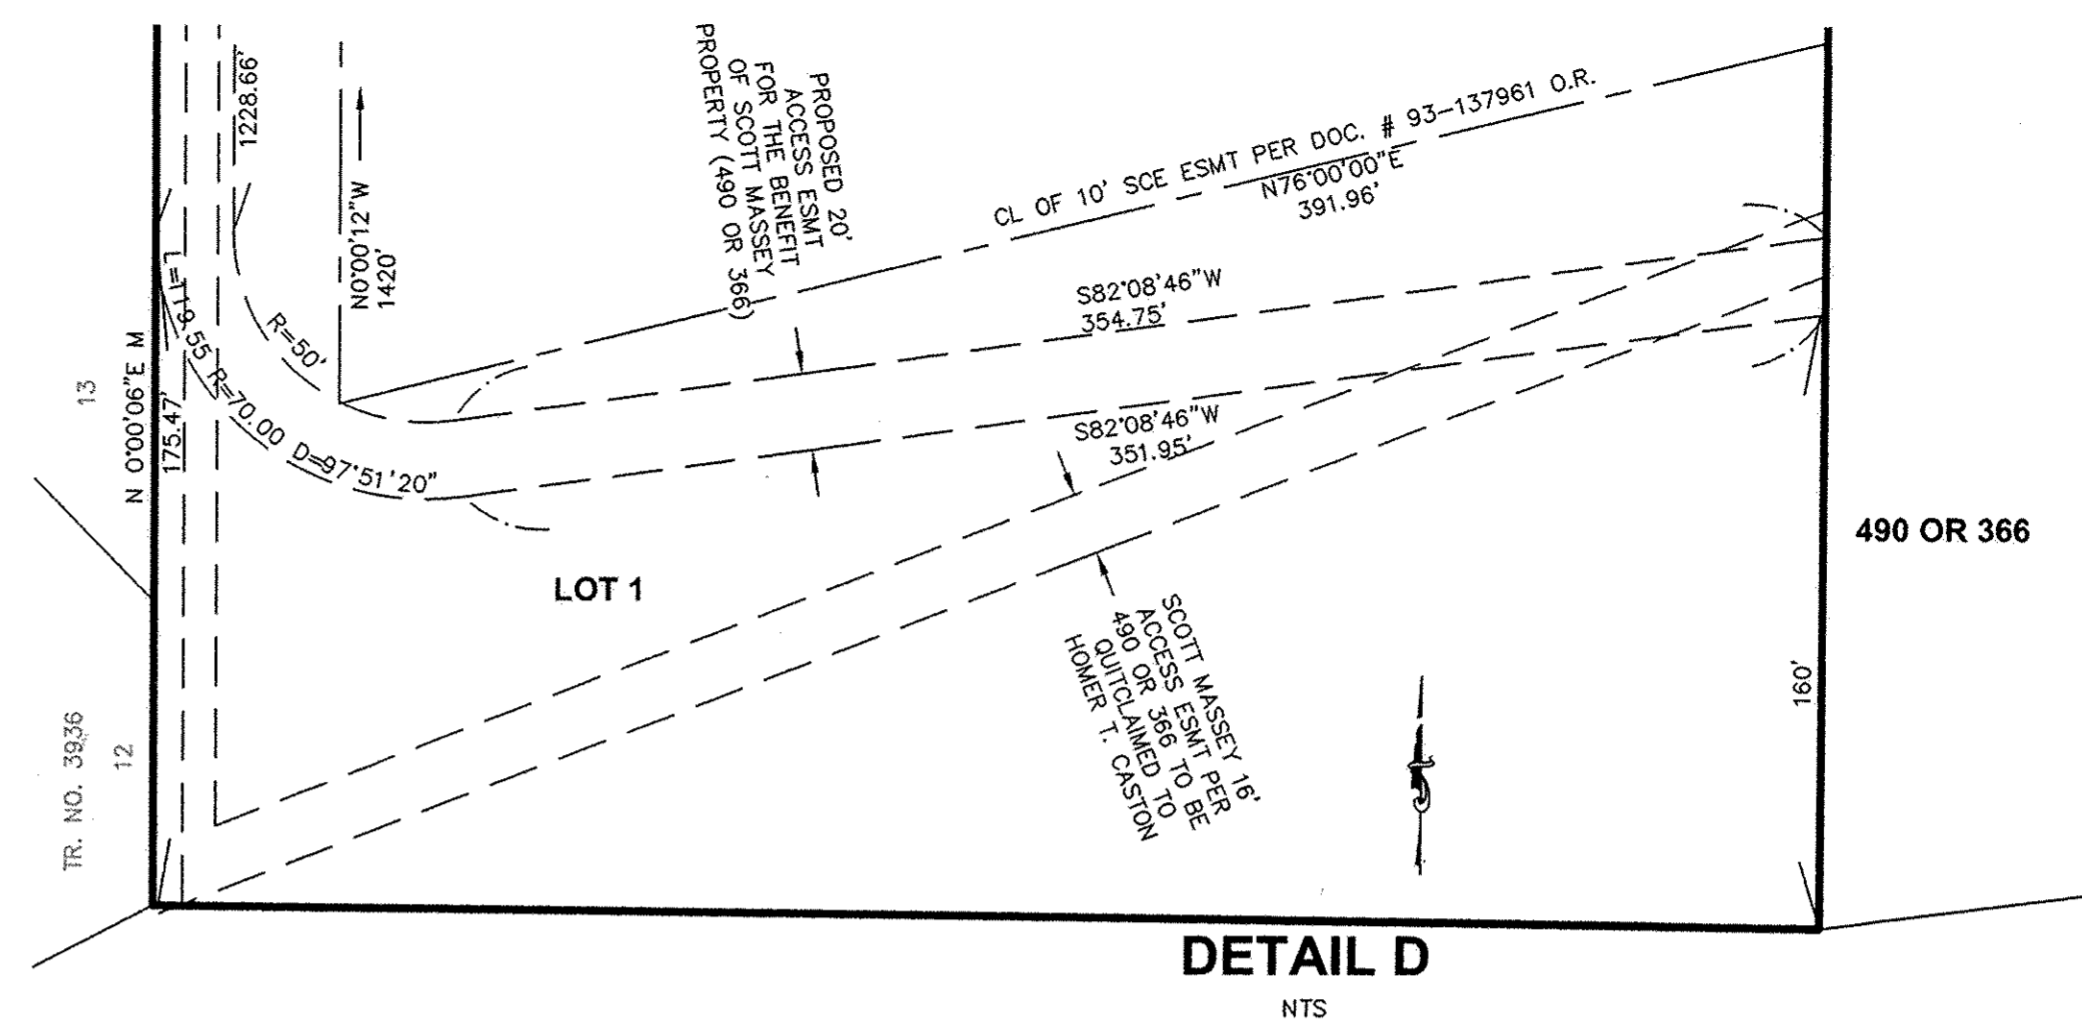 1228.66'
N0°00'12"W
1420'
PROPOSED 20'
ACCESS ESMT
FOR THE BENEFIT
OF SCOTT MASSEY
PROPERTY (490 OR 366)
CL OF 10' SCE ESMT PER DOC. # 93-137961 O.R.
N76°00'00"E
391.96'
S82°08'46"W
354.75'
R=50'
L=119.55 R=70.00 D=97°51'20"
13
N 0°00'06"E M
175.47'
S82°08'46"W
351.95'
490 OR 366
LOT 1
SCOTT MASSEY 16'
ACCESS ESMT PER
490 OR 366 TO BE
QUITCLAIMED TO
HOMER T. CASTON
160'
TR. NO. 3936
12
DETAIL D
NTS